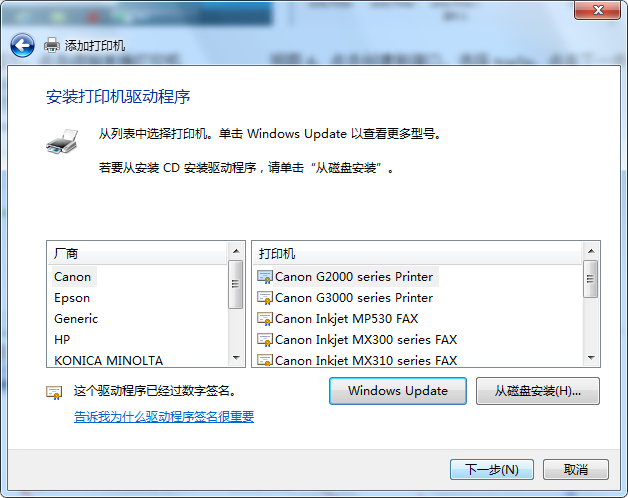 添加打印机
安装打印机驱动程序
从列表中选择打印机。单击 Windows Update 以查看更多型号。
若要从安装 CD 安装驱动程序，请单击“从磁盘安装”。
厂商
Canon
Epson
Generic
HP
KONICA MINOLTA
打印机
Canon G2000 series Printer
Canon G3000 series Printer
Canon Inkjet MP530 FAX
Canon Inkjet MX300 series FAX
Canon Inkjet MX310 series FAX
这个驱动程序已经过数字签名。
告诉我为什么驱动程序签名很重要
Windows Update
从磁盘安装(H)...
下一步(N)
取消